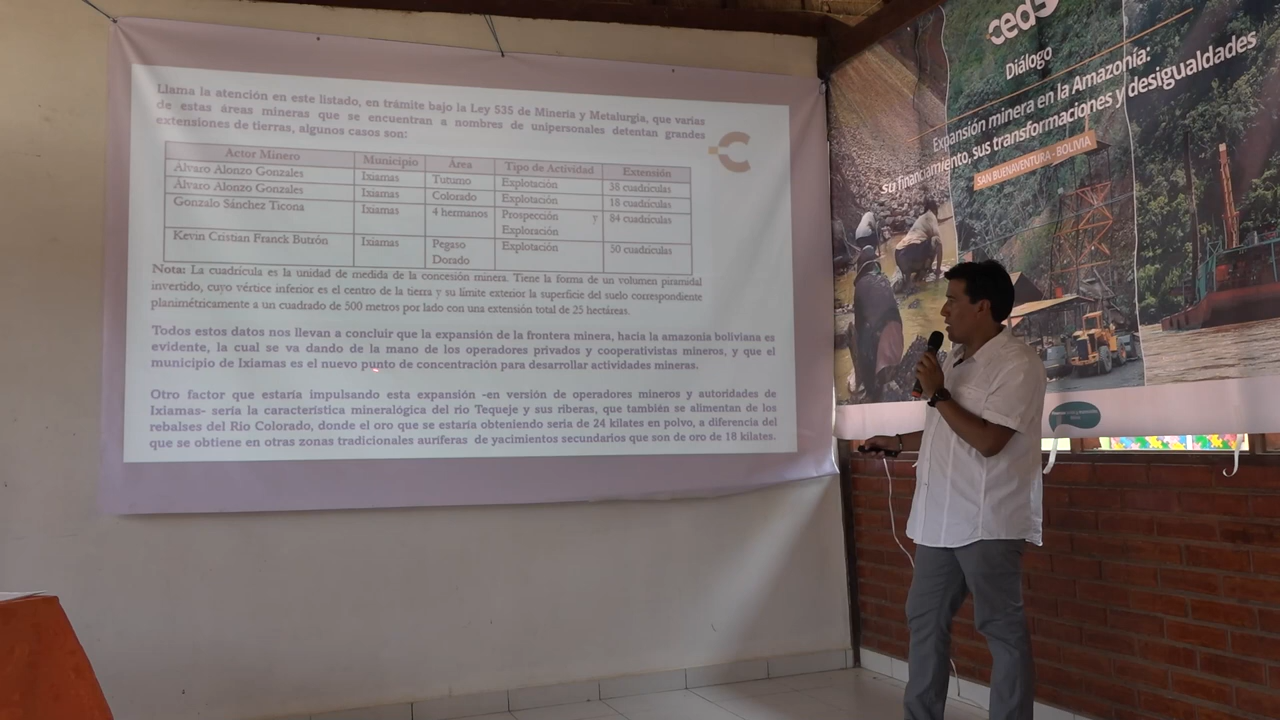 Llama la atención en este listado, en trámite bajo la Ley 535 de Minería y Metalurgia, que varias
de estas áreas mineras que se encuentran a nombres de unipersonales detentan grandes
extensiones de tierras, algunos casos son:
Actor Minero Municipio Área Tipo de Actividad Extensión
Álvaro Alonzo Gonzales Ixiamas Tutumo Explotación 38 cuadrículas
Álvaro Alonzo Gonzales Ixiamas Colorado Explotación 18 cuadrículas
Gonzalo Sánchez Ticona Ixiamas 4 hermanos Prospección y 84 cuadrículas
Exploración
Kevin Cristian Franck Butrón Ixiamas Pegaso Explotación 50 cuadrículas
Dorado
Nota: La cuadrícula es la unidad de medida de la concesión minera. Tiene la forma de un volumen piramidal
invertido, cuyo vértice inferior es el centro de la tierra y su límite exterior la superficie del suelo correspondiente
planimétricamente a un cuadrado de 500 metros por lado con una extensión total de 25 hectáreas.
Todos estos datos nos llevan a concluir que la expansión de la frontera minera, hacia la amazonía boliviana es
evidente, la cual se va dando de la mano de los operadores privados y cooperativistas mineros, y que el
municipio de Ixiamas es el nuevo punto de concentración para desarrollar actividades mineras.
Otro factor que estaría impulsando esta expansión -en versión de operadores mineros y autoridades de
Ixiamas- sería la característica mineralógica del río Tequeje y sus riberas, que también se alimentan de los
rebalses del Río Colorado, donde el oro que se estaría obteniendo sería de 24 kilates en polvo, a diferencia del
que se obtiene en otras zonas tradicionales auríferas de yacimientos secundarios que son de oro de 18 kilates.
Diálogo
Expansión minera en la Amazonía:
su financiamiento, sus transformaciones y desigualdades
SAN BUENAVENTURA - BOLIVIA